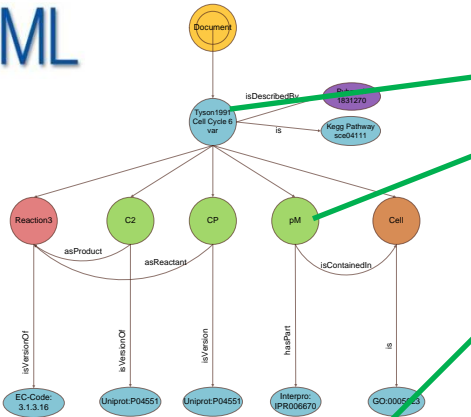 ML
Document
isDescribedBy
1831270
Tyson1991
Cell Cycle 6
var
is
Kegg Pathway
sce04111
Reaction3
C2
CP
pM
Cell
asProduct
asReactant
isContainedIn
isVersionOf
isVersionOf
isVersion
hasPart
is
EC-Code:
3.1.3.16
Uniprot:P04551
Uniprot:P04551
Interpro:
IPR006670